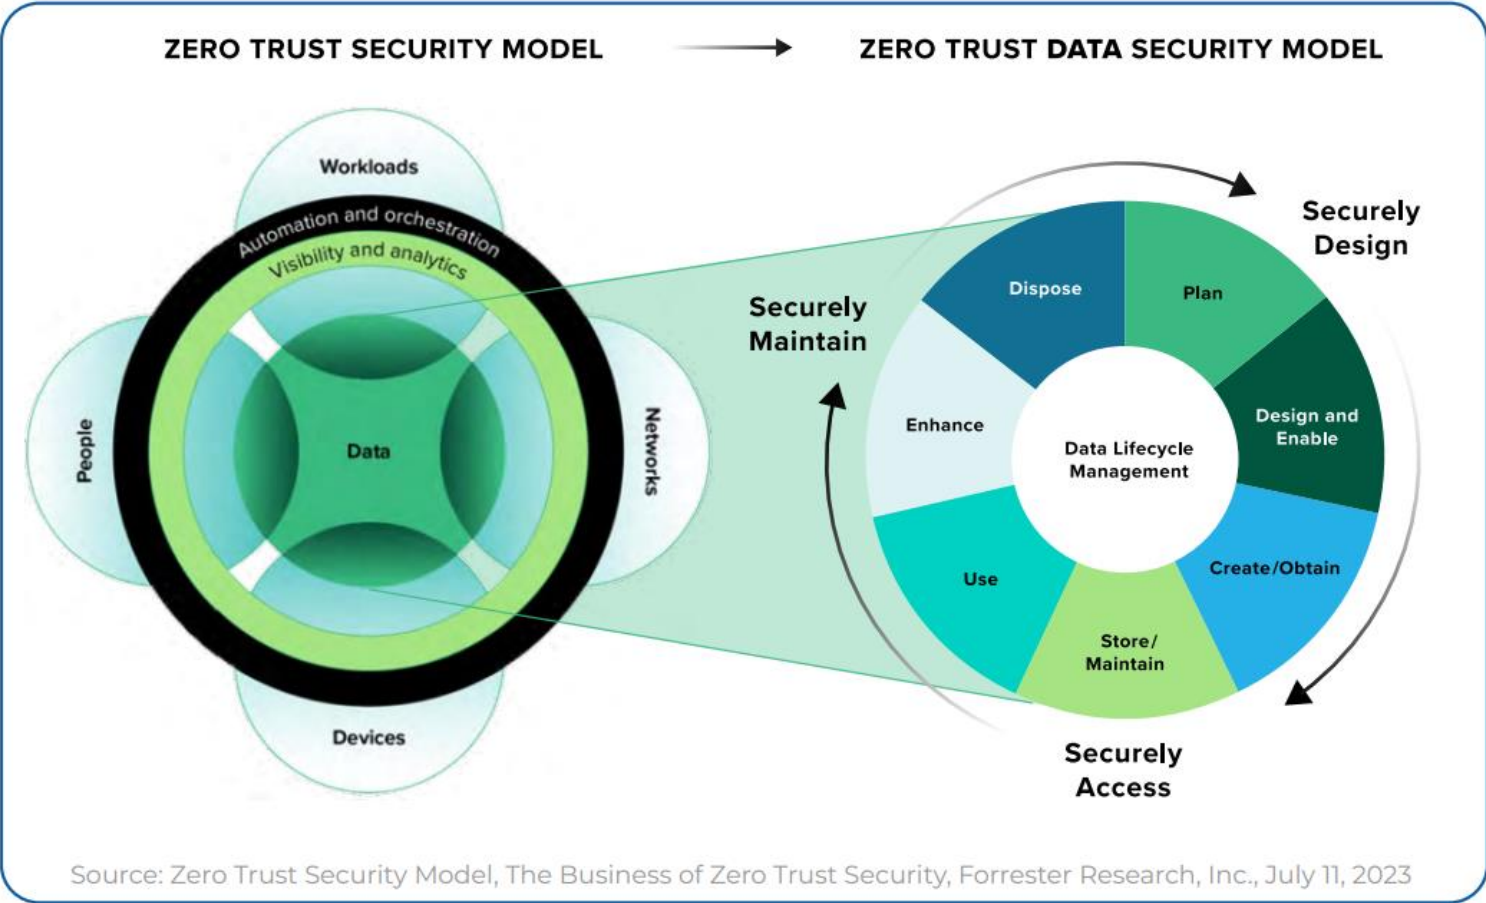 ZERO TRUST SECURITY MODEL
ZERO TRUST DATA SECURITY MODEL
Workloads
Automation and orchestration
Visibility and analytics
People
Data
Networks
Devices
Securely
Design
Securely
Maintain
Securely
Access
Dispose
Plan
Enhance
Design and
Enable
Data Lifecycle
Management
Use
Create/Obtain
Store/
Maintain
Source: Zero Trust Security Model, The Business of Zero Trust Security, Forrester Research, Inc., July 11, 2023